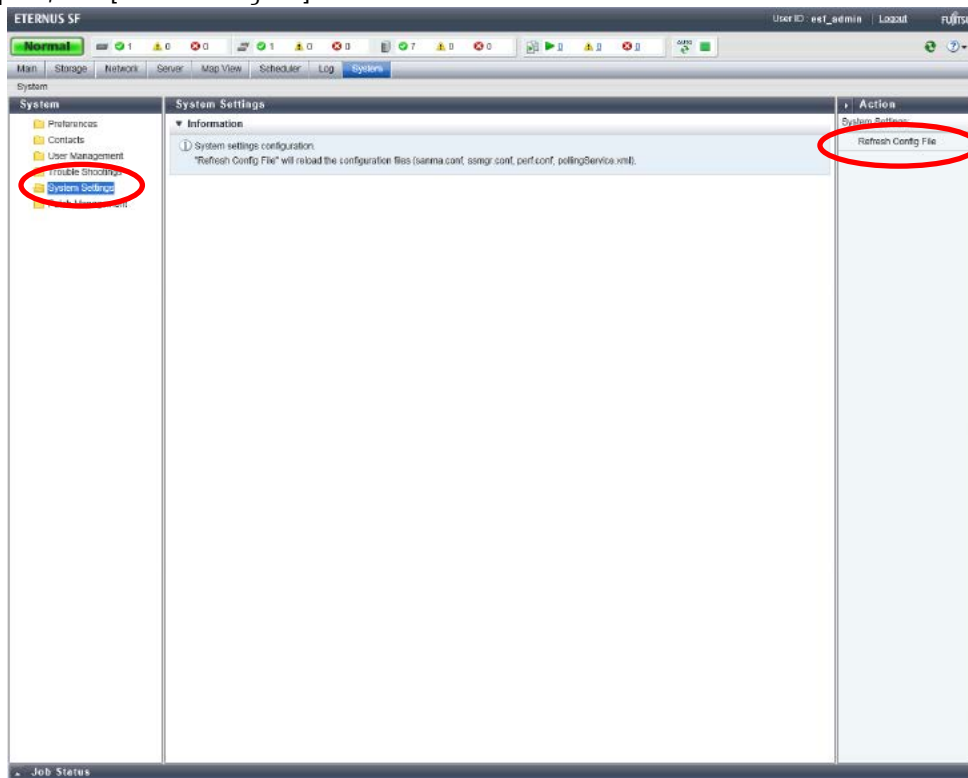 ETERNUS SF
User ID : esf_admin Logout FUJITSU
Normal 1 0 0 1 0 0 7 0 0 0 0 0 AUTO
Main Storage Network Server Map View Scheduler Log System
System
System
Preferences
Contacts
User Management
Trouble Shootings
System Settings
System Settings
Information
System settings configuration.
"Refresh Config File" will reload the configuration files (sanma.conf, ssmgr.conf, perf.conf, pollingService.xml).
Action
System Settings
Refresh Config File
Job Status